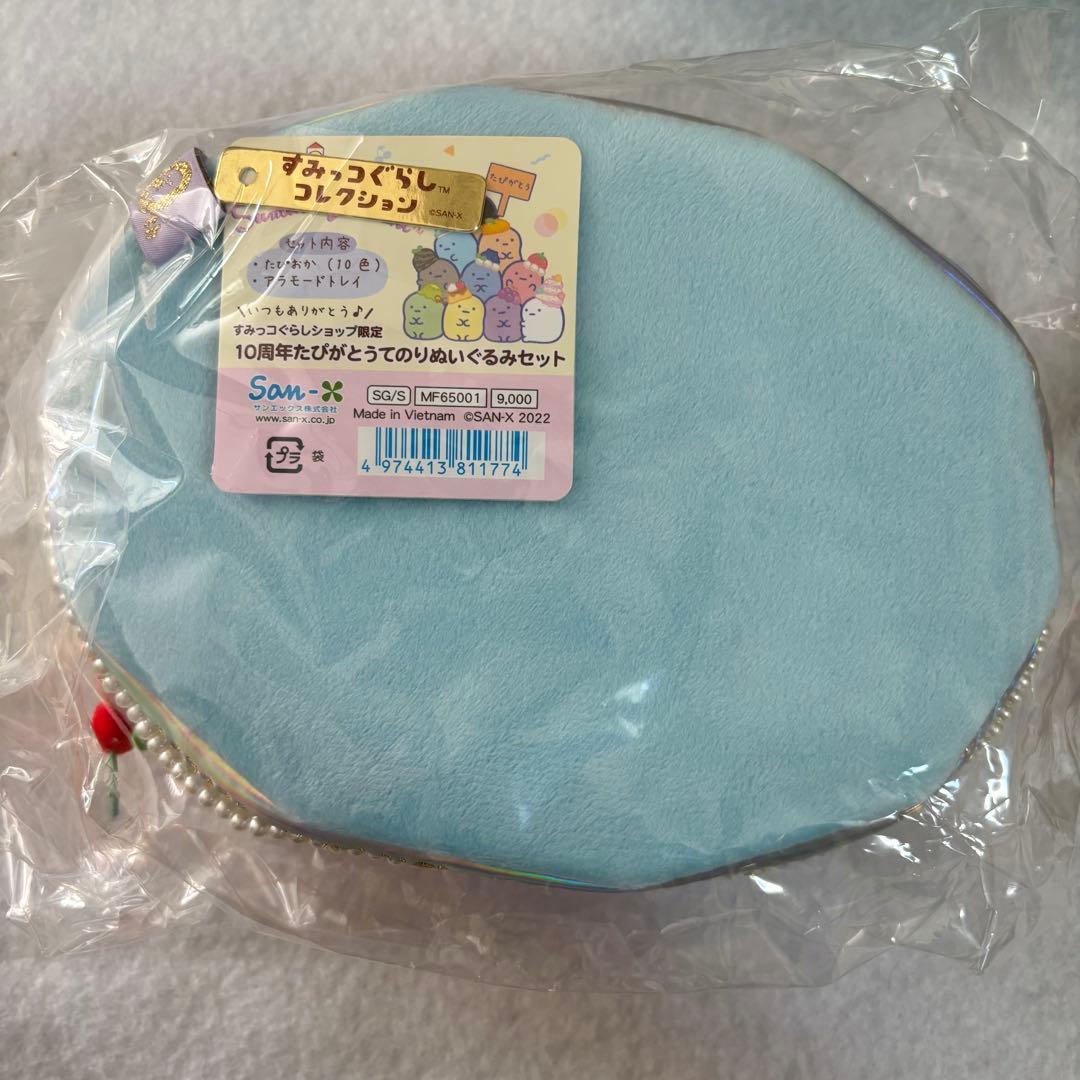 すみっコぐらし™
コレクション
©SAN-X
たぴがとう
セット内容
・たぴおか（10色）
・アラモードトレイ
\いつもありがとう♪/
すみっコぐらしショップ限定
10周年たぴがとうてのりぬいぐるみセット
San-X
サンエックス株式会社
www.san-x.co.jp
SG/S MF65001 9,000
Made in Vietnam ©SAN-X 2022
プラ 袋
4 974413 811774